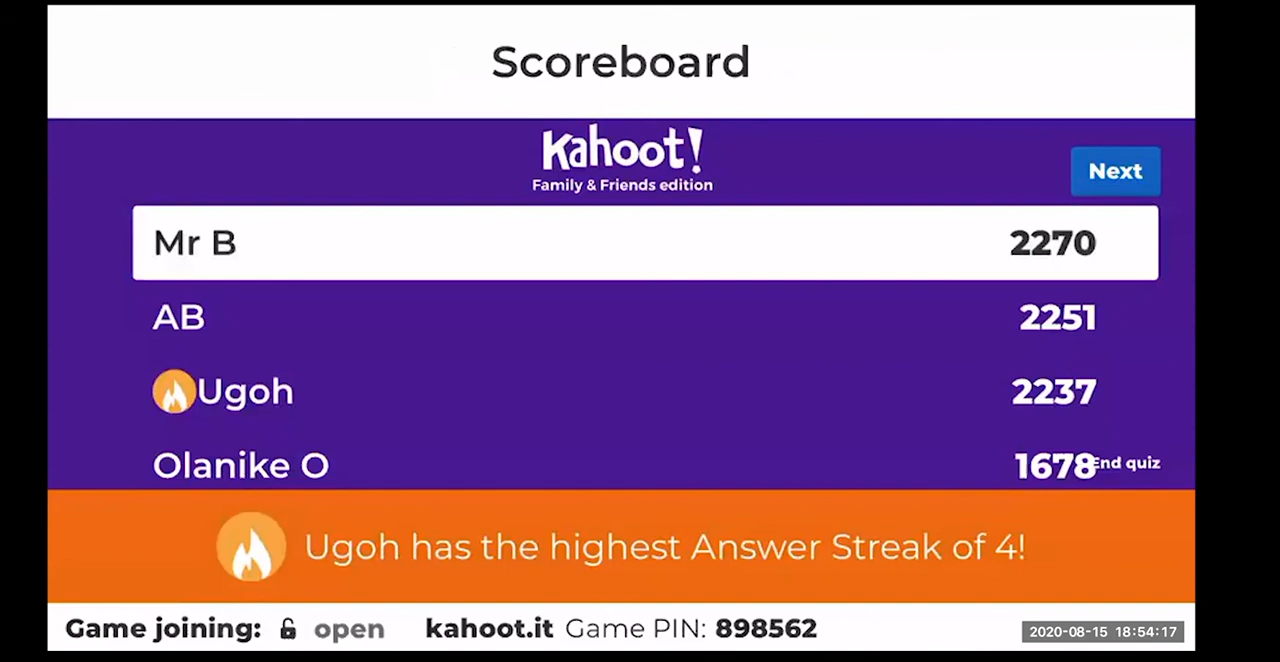 Scoreboard
Kahoot!
Family & Friends edition
Next
Mr B 2270
AB 2251
Ugoh 2237
Olanike O 1678
End quiz
Ugoh has the highest Answer Streak of 4!
Game joining: open kahoot.it Game PIN: 898562
2020-08-15 18:54:17